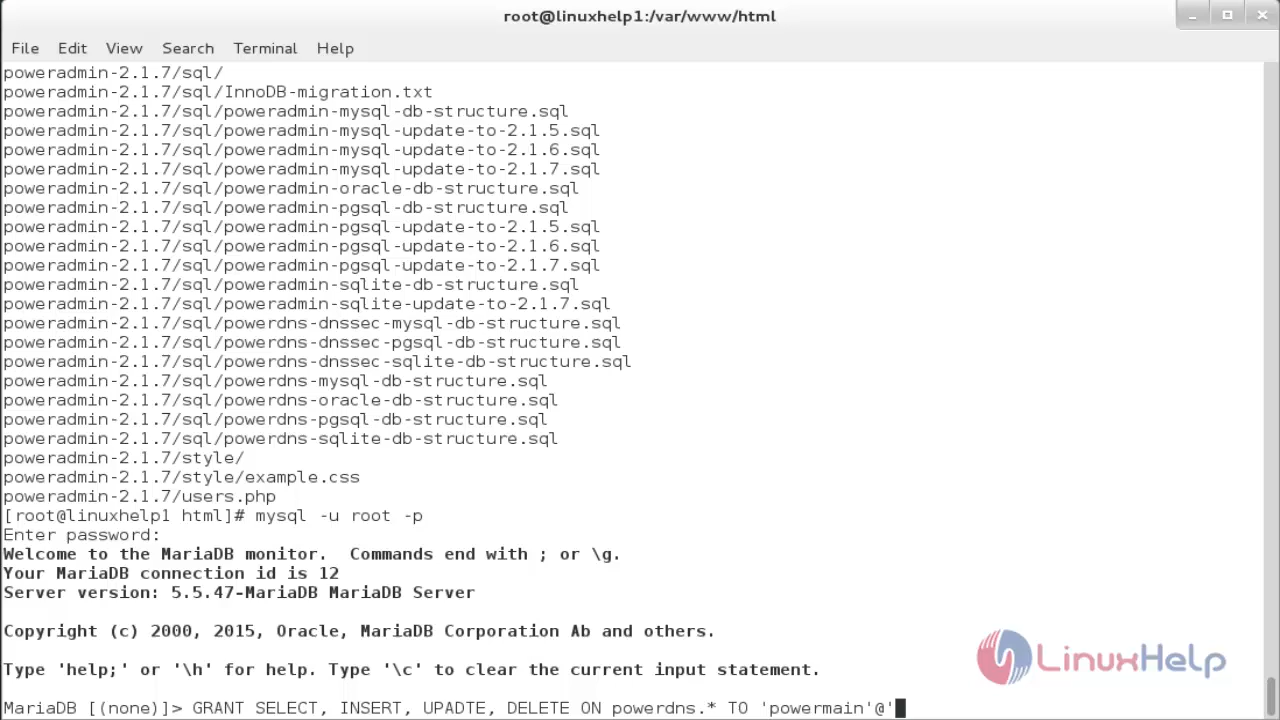 root@linuxhelp1:/var/www/html
File Edit View Search Terminal Help
poweradmin-2.1.7/sql/
poweradmin-2.1.7/sql/InnoDB-migration.txt
poweradmin-2.1.7/sql/poweradmin-mysql-db-structure.sql
poweradmin-2.1.7/sql/poweradmin-mysql-update-to-2.1.5.sql
poweradmin-2.1.7/sql/poweradmin-mysql-update-to-2.1.6.sql
poweradmin-2.1.7/sql/poweradmin-mysql-update-to-2.1.7.sql
poweradmin-2.1.7/sql/poweradmin-oracle-db-structure.sql
poweradmin-2.1.7/sql/poweradmin-pgsql-db-structure.sql
poweradmin-2.1.7/sql/poweradmin-pgsql-update-to-2.1.5.sql
poweradmin-2.1.7/sql/poweradmin-pgsql-update-to-2.1.6.sql
poweradmin-2.1.7/sql/poweradmin-pgsql-update-to-2.1.7.sql
poweradmin-2.1.7/sql/poweradmin-sqlite-db-structure.sql
poweradmin-2.1.7/sql/poweradmin-sqlite-update-to-2.1.7.sql
poweradmin-2.1.7/sql/powerdns-dnssec-mysql-db-structure.sql
poweradmin-2.1.7/sql/powerdns-dnssec-pgsql-db-structure.sql
poweradmin-2.1.7/sql/powerdns-dnssec-sqlite-db-structure.sql
poweradmin-2.1.7/sql/powerdns-mysql-db-structure.sql
poweradmin-2.1.7/sql/powerdns-oracle-db-structure.sql
poweradmin-2.1.7/sql/powerdns-pgsql-db-structure.sql
poweradmin-2.1.7/sql/powerdns-sqlite-db-structure.sql
poweradmin-2.1.7/style/
poweradmin-2.1.7/style/example.css
poweradmin-2.1.7/users.php
[root@linuxhelp1 html]# mysql -u root -p
Enter password:
Welcome to the MariaDB monitor.  Commands end with ; or \g.
Your MariaDB connection id is 12
Server version: 5.5.47-MariaDB MariaDB Server
Copyright (c) 2000, 2015, Oracle, MariaDB Corporation Ab and others.
Type 'help;' or '\h' for help. Type '\c' to clear the current input statement.
MariaDB [(none)]> GRANT SELECT, INSERT, UPADTE, DELETE ON powerdns.* TO 'powermain'@'
LinuxHelp